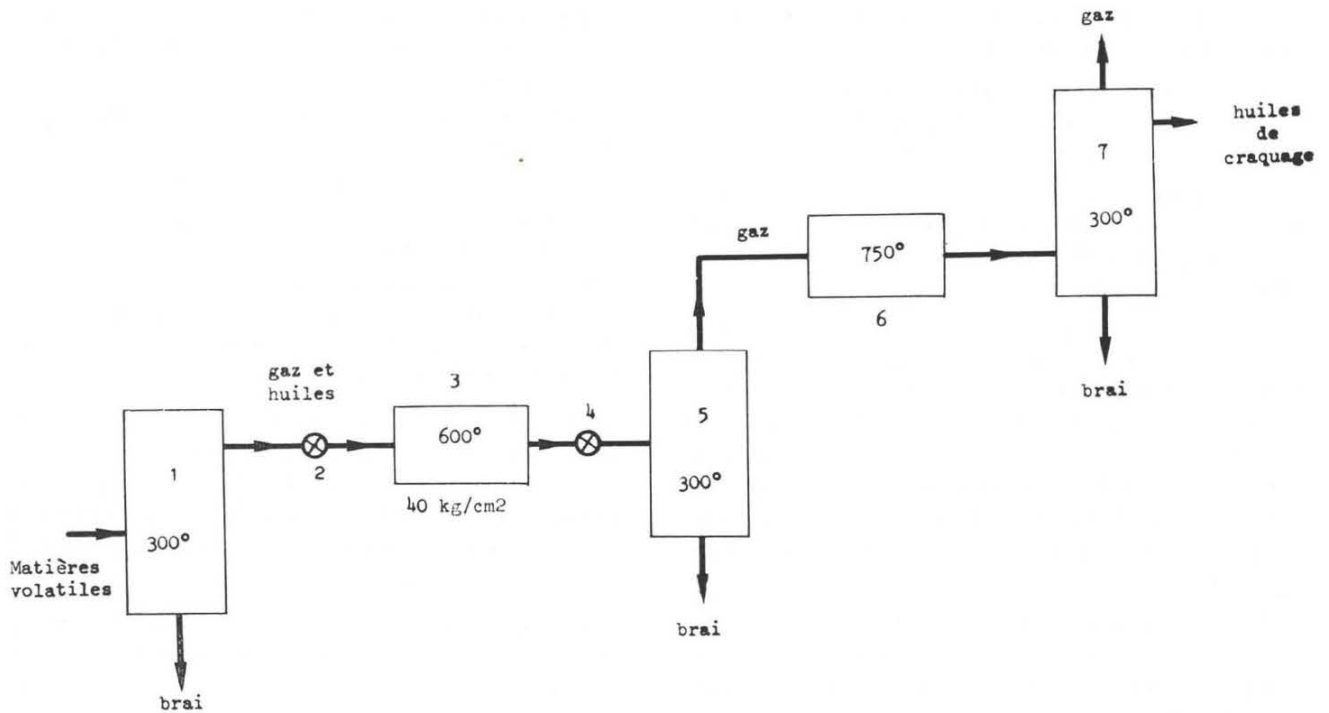 gaz
huiles
de
craquage
7
300°
gaz
750°
6
brai
gaz et
huiles
3
4
600°
2
40 kg/cm2
5
300°
1
300°
Matières
volatiles
brai
brai